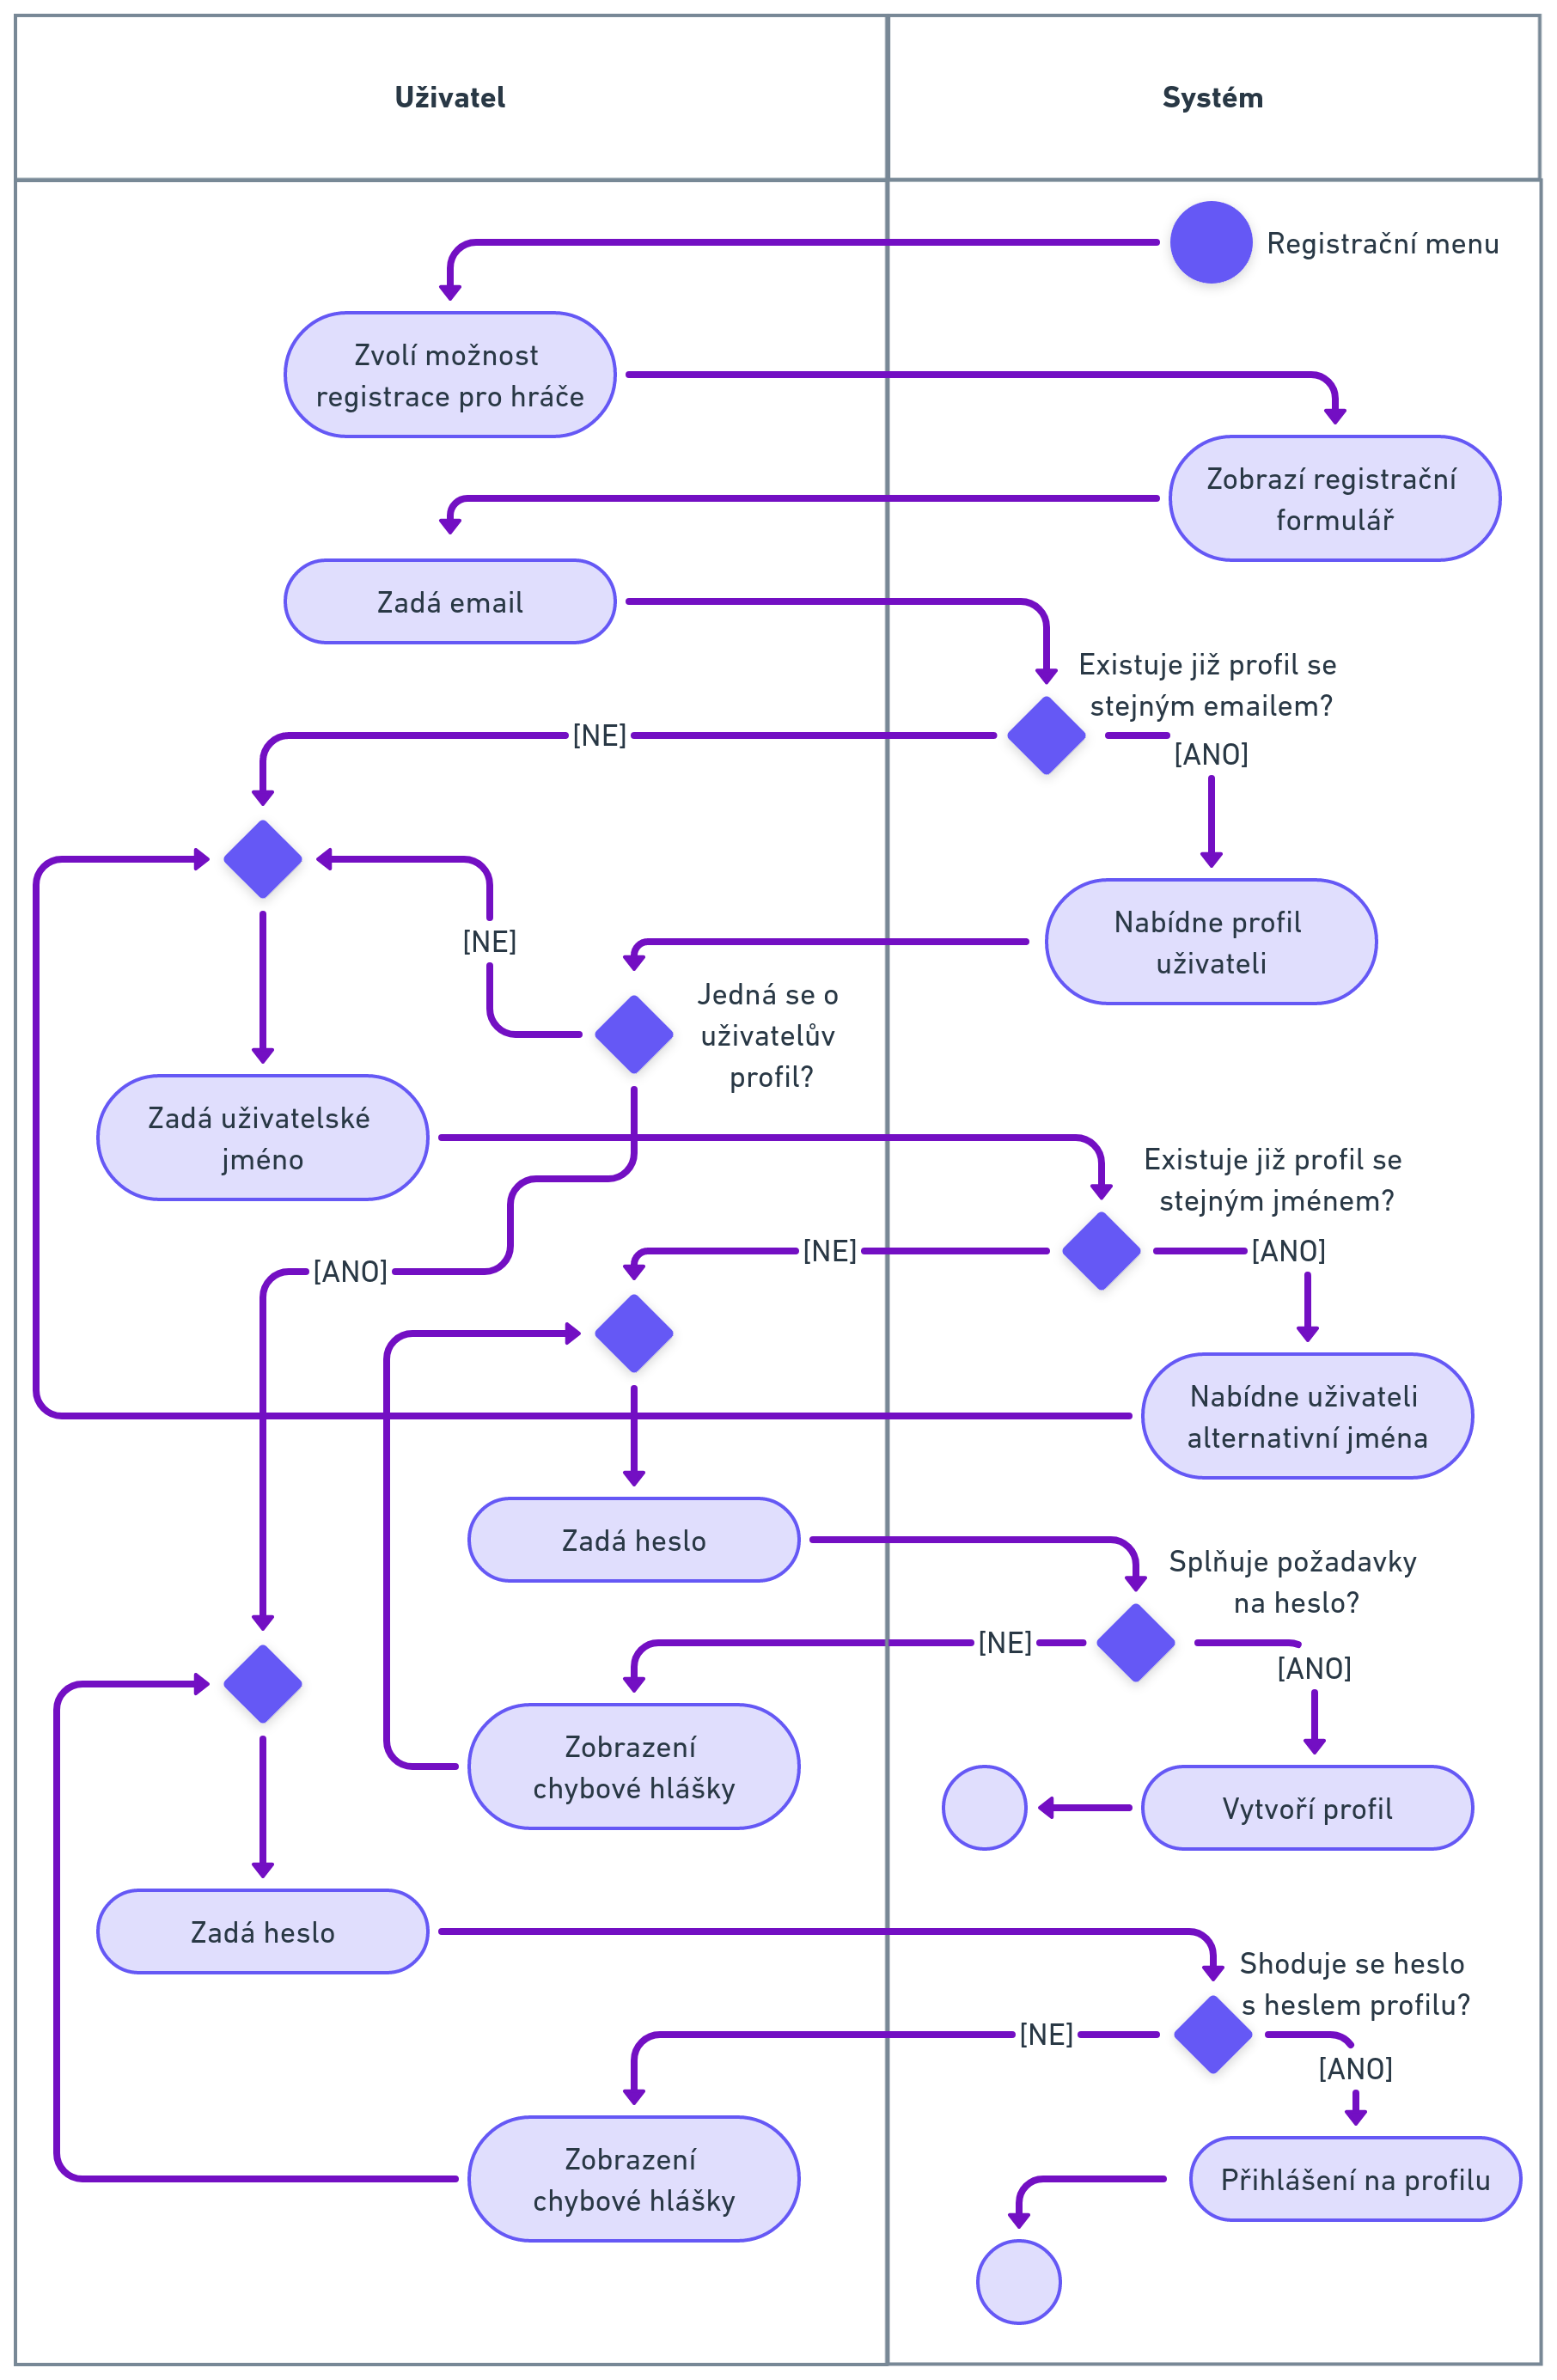 Uživatel
Systém
Registrační menu
Zvolí možnost
registrace pro hráče
Zobrazí registrační
formulář
Zadá email
Existuje již profil se
stejným emailem?
[NE]
[ANO]
Nabídne profil
uživateli
[NE]
Jedná se o
uživatelův
profil?
Zadá uživatelské
jméno
Existuje již profil se
stejným jménem?
[NE]
[ANO]
[ANO]
Nabídne uživateli
alternativní jména
Zadá heslo
Splňuje požadavky
na heslo?
[NE]
[ANO]
Zobrazení
chybové hlášky
Vytvoří profil
Zadá heslo
Shoduje se heslo
s heslem profilu?
[NE]
[ANO]
Zobrazení
chybové hlášky
Přihlášení na profilu